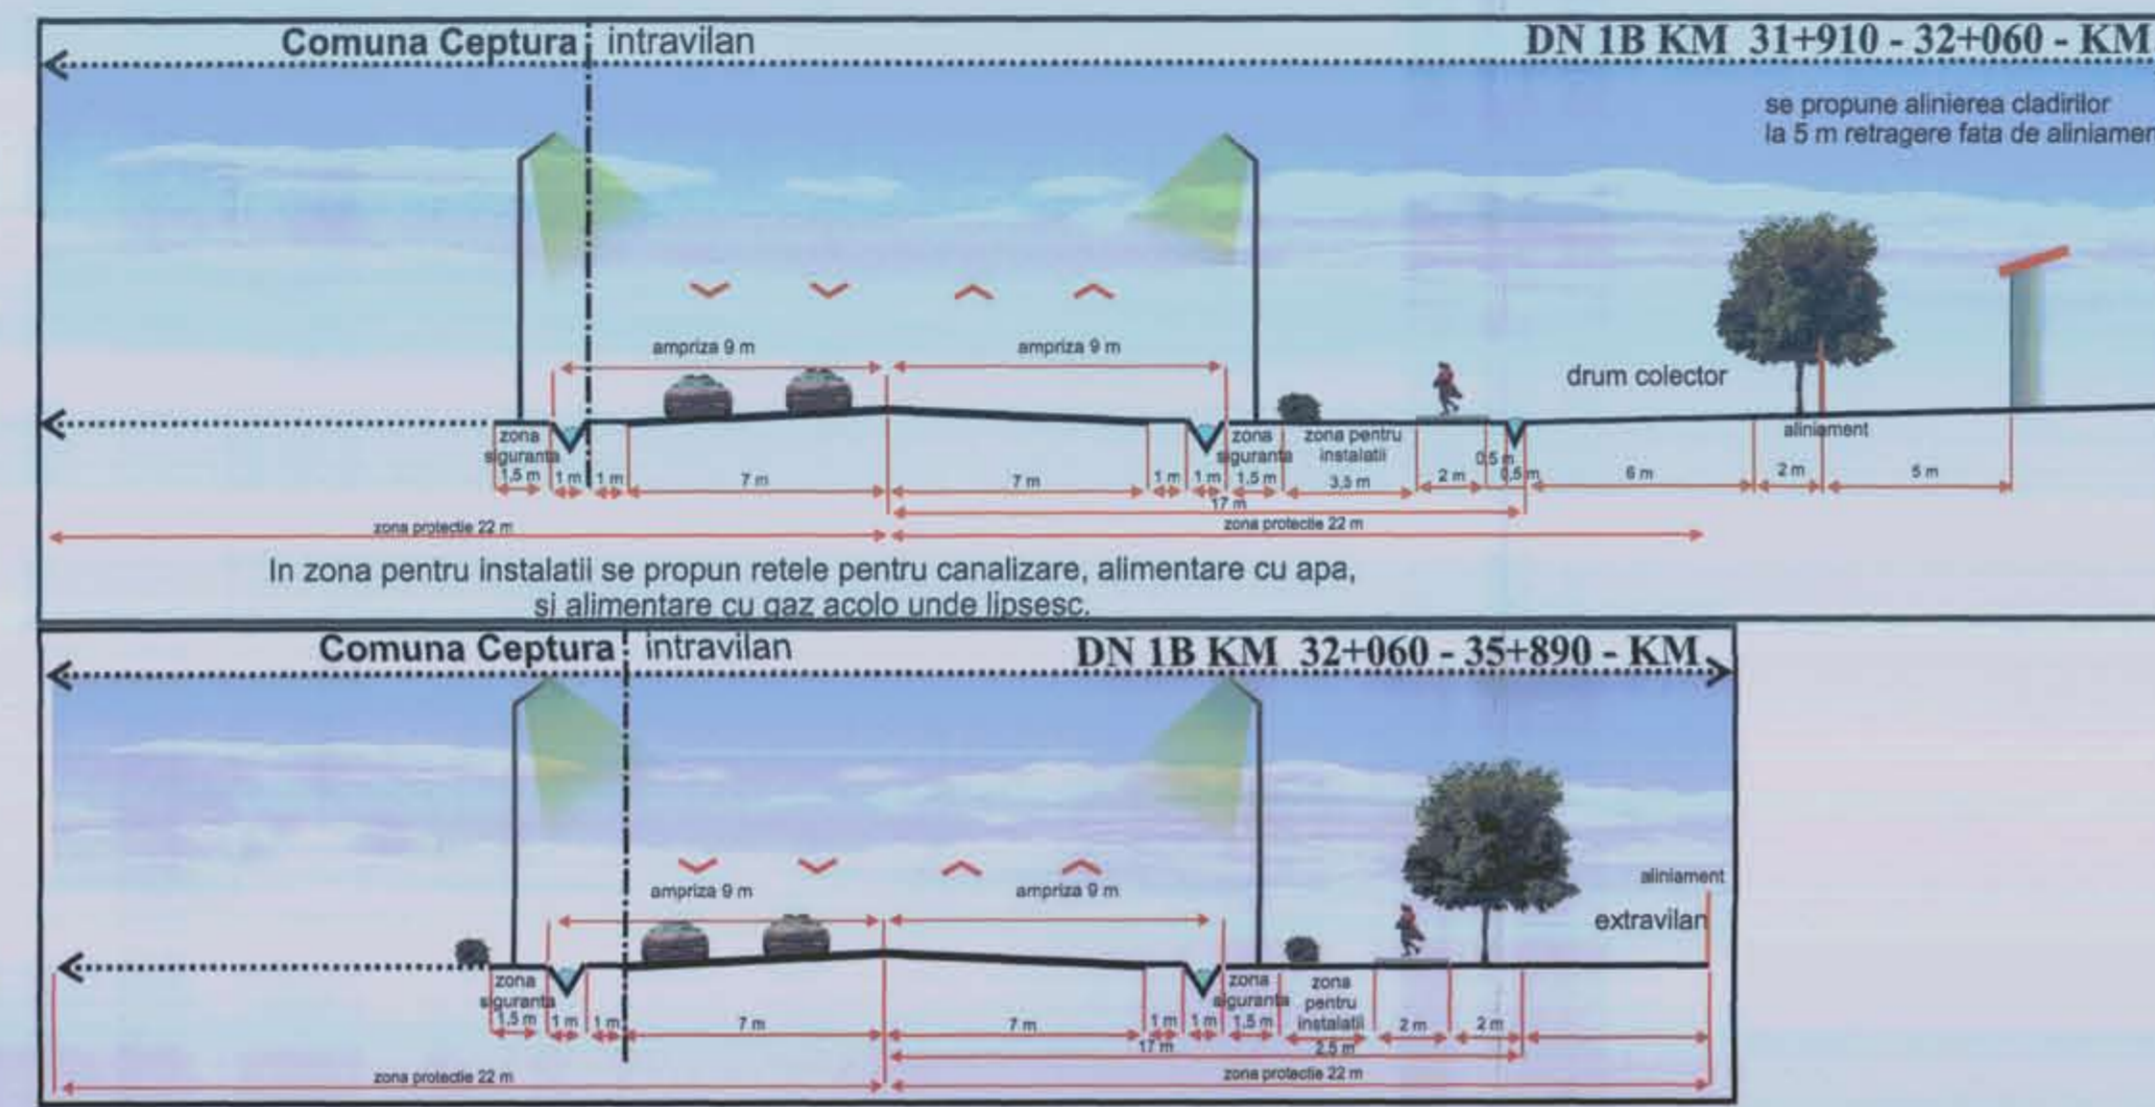 Comuna Ceptura intravilan
DN 1B KM 31+910 - 32+060 - KM
se propune alinierea cladirilor
la 5 m retragere fata de
ampriza 9 m
ampriza 9 m
drum colector
zona
siguranta
zona
siguranta
zona pentru
instalatii
aliniament
1,5 m
1 m
1 m
7 m
7 m
1 m
1 m
1,5 m
3,5 m
2 m
0,5 m
0,5 m
6 m
2 m
5 m
17 m
zona protectie 22 m
zona protectie 22 m
In zona pentru instalatii se propun retele pentru canalizare, alimentare cu apa,
si alimentare cu gaz acolo unde lipsesc.
Comuna Ceptura intravilan
DN 1B KM 32+060 - 35+890 - KM
ampriza 9 m
ampriza 9 m
aliniament
extravilan
zona
siguranta
zona
siguranta
zona
pentru
instalatii
1,5 m
1 m
1 m
7 m
7 m
1 m
1 m
1,5 m
2 m
2 m
17 m
2,5 m
zona protectie 22 m
zona protectie 22 m